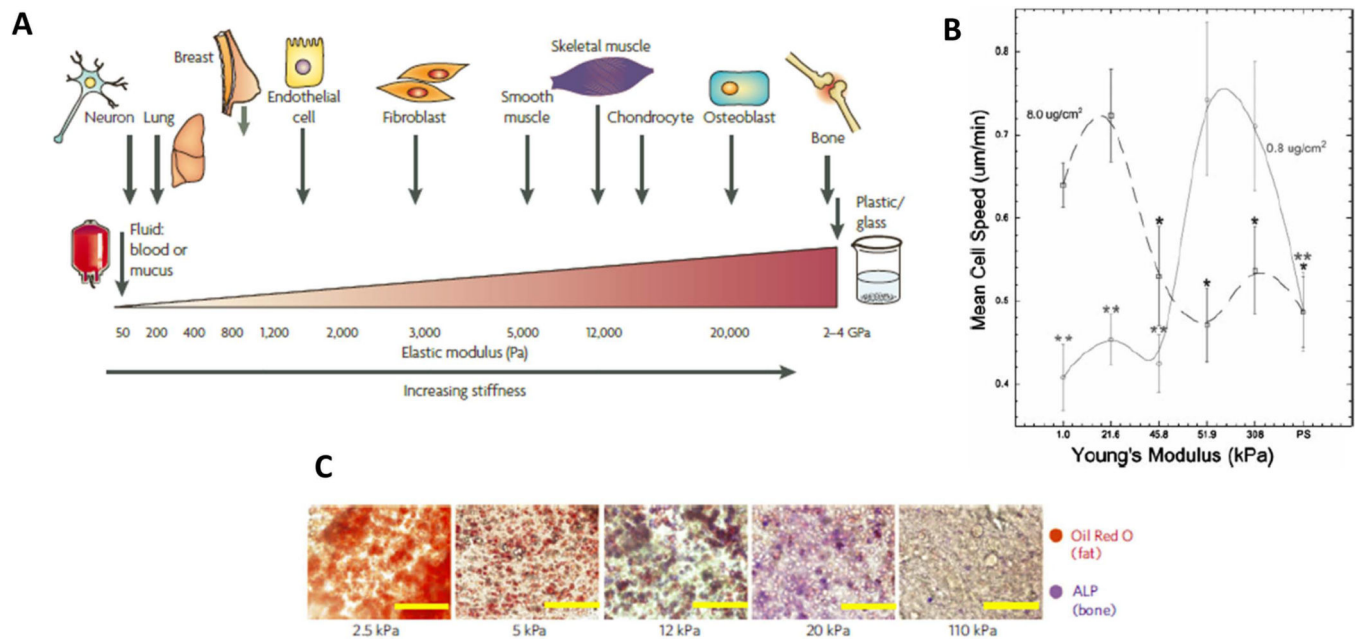 A
Breast
Neuron
Lung
Endothelial
cell
Fibroblast
Smooth
muscle
Skeletal muscle
Chondrocyte
Osteoblast
Bone
Fluid:
blood or
mucus
Plastic/
glass
50 200 400 800 1,200 2,000 3,000 5,000 12,000 20,000 2–4 GPa
Elastic modulus (Pa)
Increasing stiffness
B
Mean Cell Speed (um/min)
0.8
0.7
0.6
0.5
0.4
8.0 ug/cm²
0.8 ug/cm²
**
**
**
*
*
*
**
*
1.0 21.6 45.8 51.9 308 PS
Young's Modulus (kPa)
C
Oil Red O
(fat)
ALP
(bone)
2.5 kPa 5 kPa 12 kPa 20 kPa 110 kPa